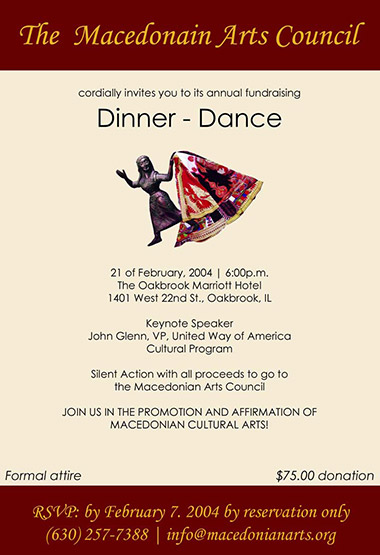 The Macedonain Arts Council
cordially invites you to its annual fundraising
Dinner - Dance
21 of February, 2004 | 6:00p.m.
The Oakbrook Marriott Hotel
1401 West 22nd St., Oakbrook, IL
Keynote Speaker
John Glenn, VP, United Way of America
Cultural Program
Silent Action with all proceeds to go to
the Macedonian Arts Council
JOIN US IN THE PROMOTION AND AFFIRMATION OF
MACEDONIAN CULTURAL ARTS!
Formal attire
$75.00 donation
RSVP: by February 7. 2004 by reservation only
(630) 257-7388 | info@macedonianarts.org